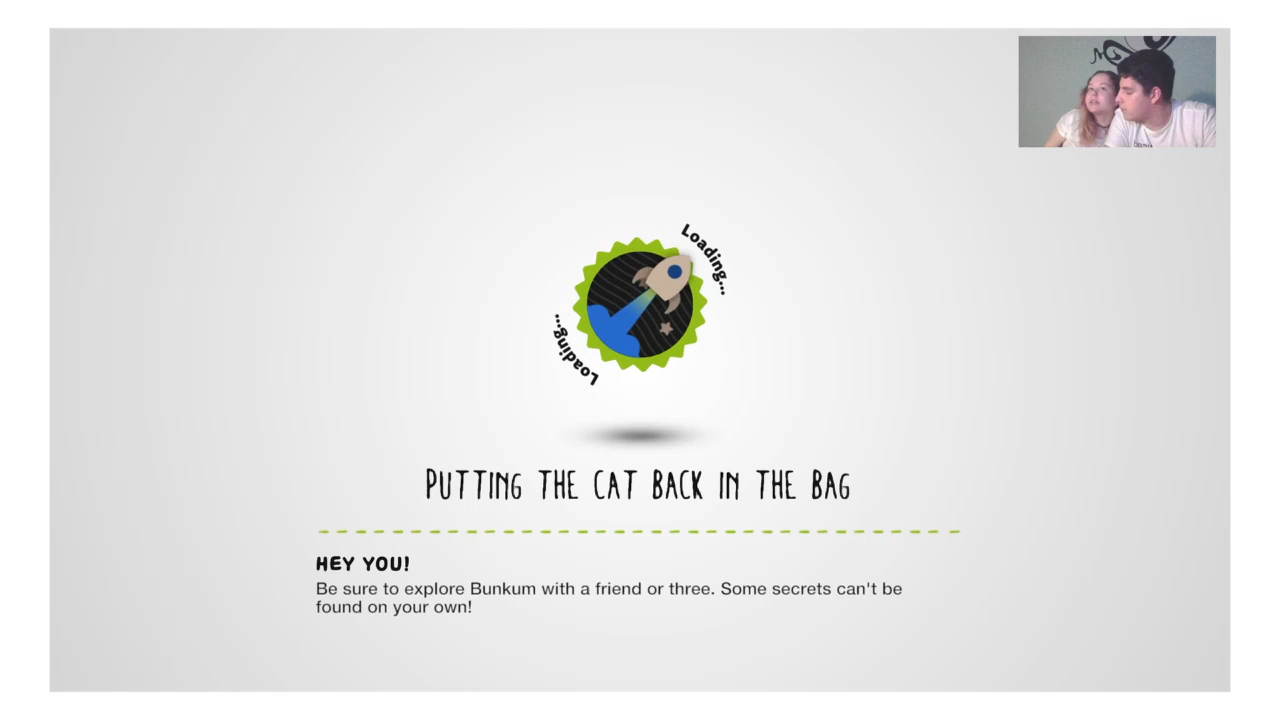 Loading...
Loading...
PUTTING THE CAT BACK IN THE BAG
HEY YOU!
Be sure to explore Bunkum with a friend or three. Some secrets can't be
found on your own!